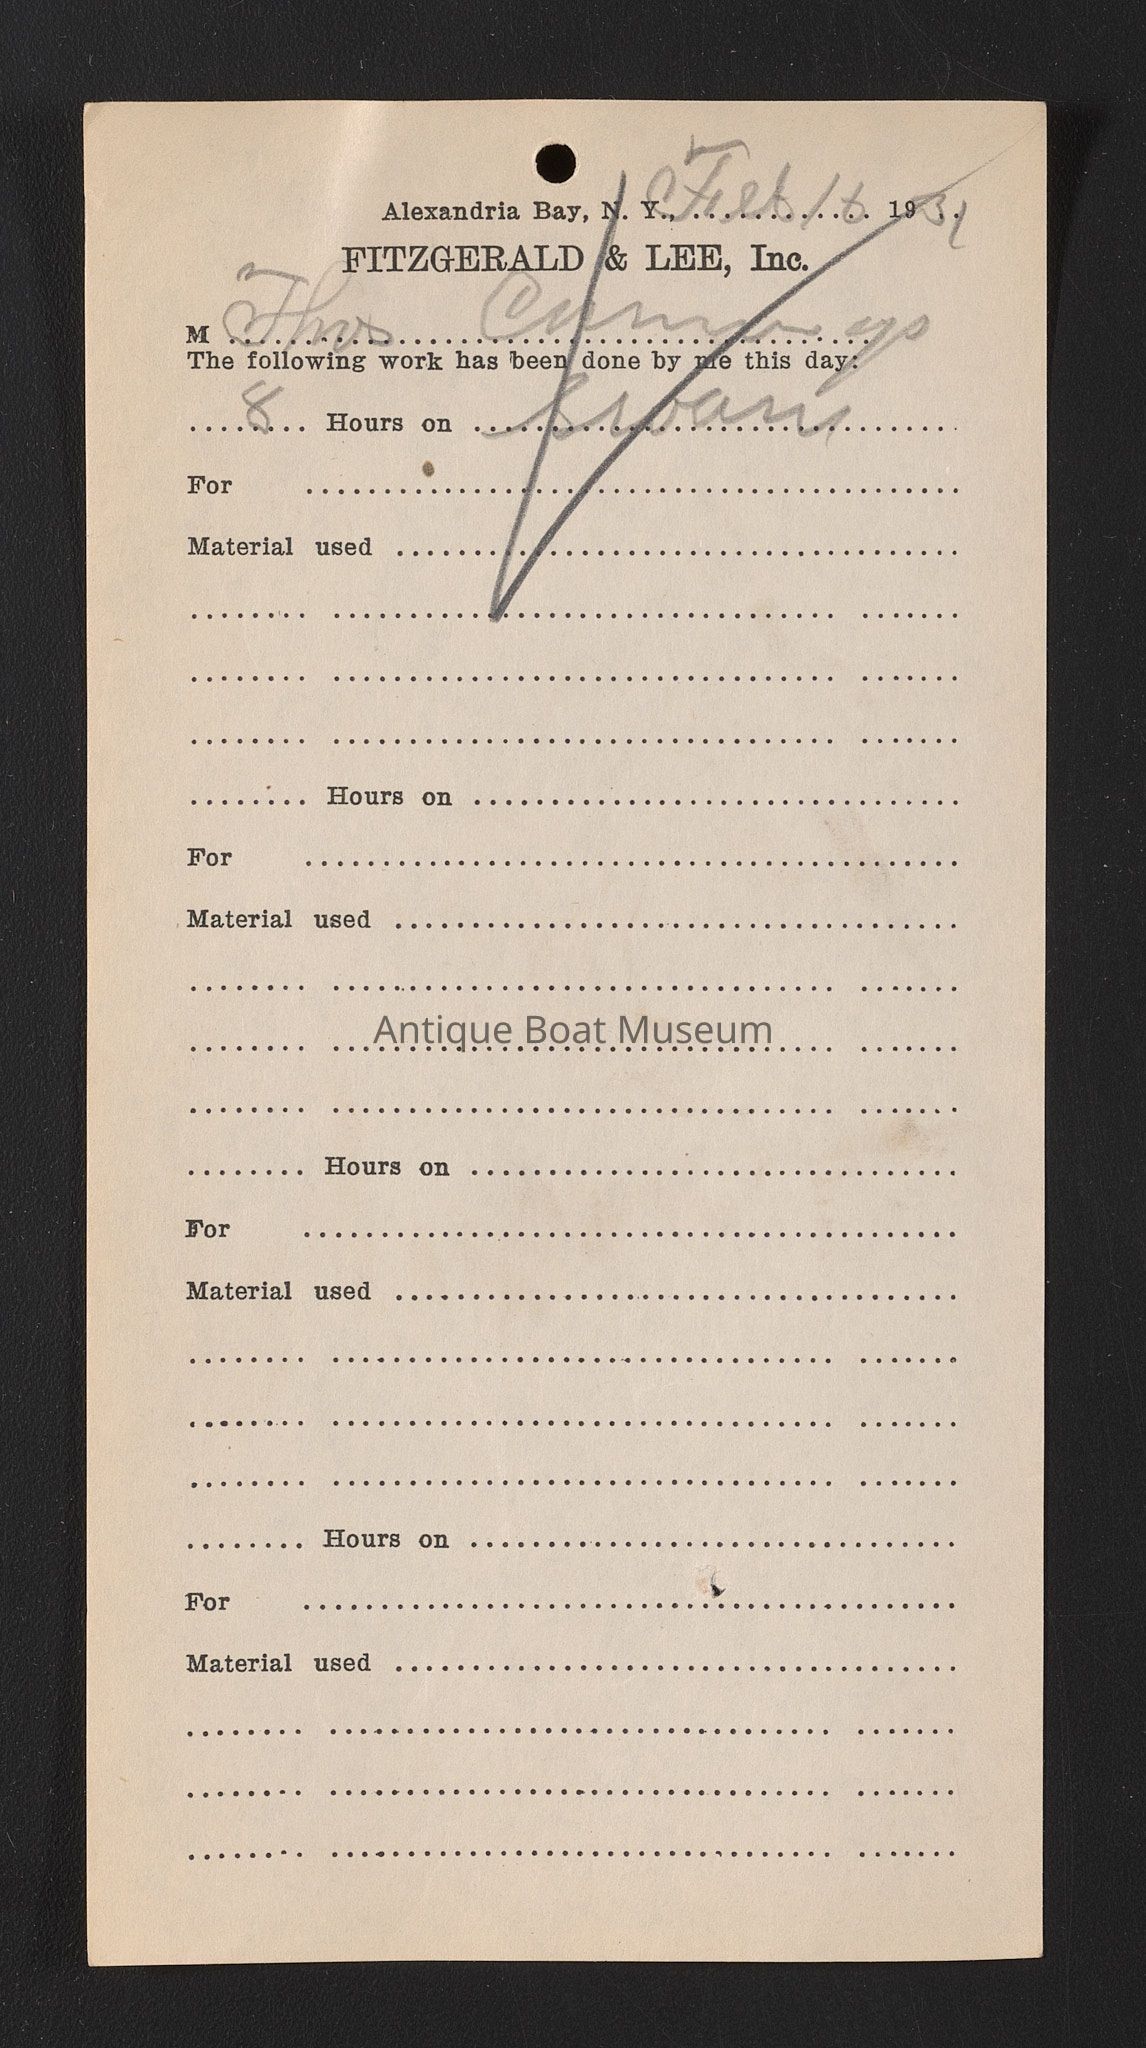 Alexandria Bay, N. Y., Feb 16 1931
FITZGERALD & LEE, Inc.
M Thos Cummings
The following work has been done by me this day:
8 Hours on Swan
For
Material used
Hours on
For
Material used
Antique Boat Museum
Hours on
For
Material used
Hours on
For
Material used